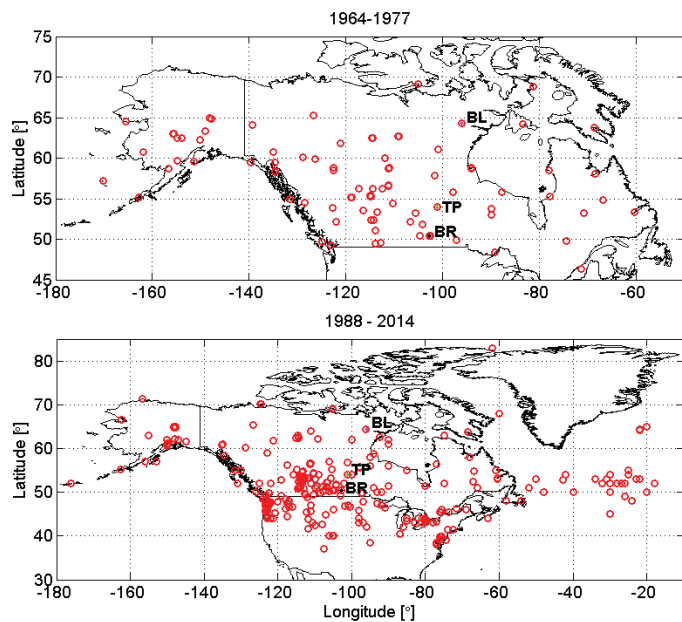 1964-1977
75
70
65
60
55
50
45
Latitude [°]
BL
TP
BR
-180 -160 -140 -120 -100 -80 -60
1988 - 2014
80
70
60
50
40
30
Latitude [°]
BL
TP
BR
-180 -160 -140 -120 -100 -80 -60 -40 -20
Longitude [°]